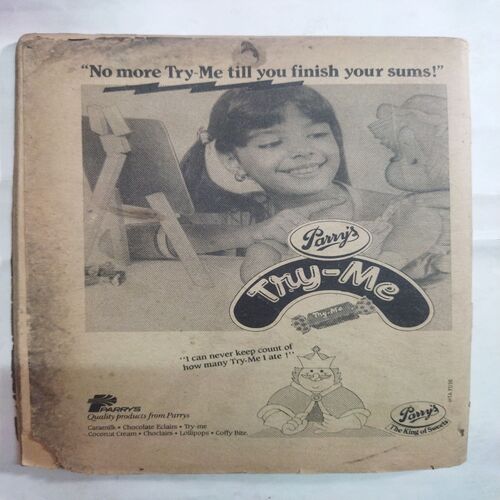 "No more Try-Me till you finish your sums!"
Parry's
Try-Me
Try-Me
"I can never keep count of
how many Try-Me I ate !"
PARRYS
Quality products from Parrys
Caramilk • Chocolate Eclairs • Try-me
Coconut Cream • Choclairs • Lollipops • Coffy Bite.
Parry's
The King of Sweets